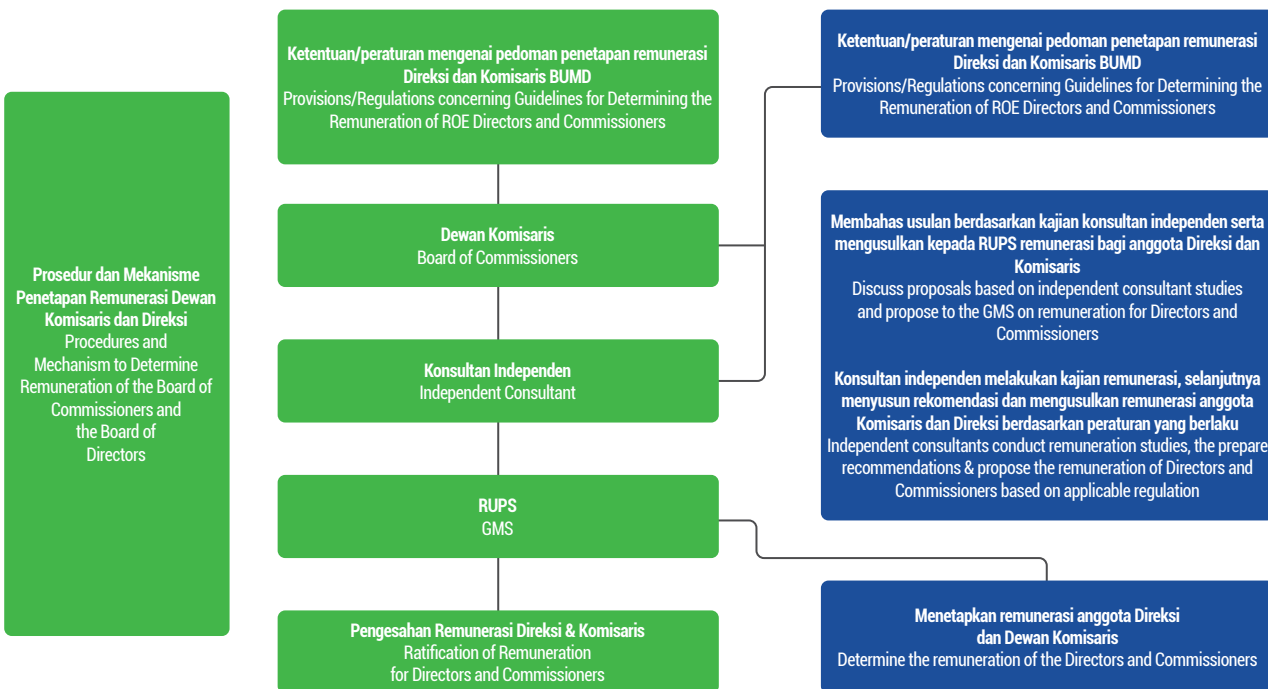 Prosedur dan Mekanisme
Penetapan Remunerasi Dewan
Komisaris dan Direksi
Procedures and
Mechanism to Determine
Remuneration of the Board of
Commissioners and
the Board of
Directors
Ketentuan/peraturan mengenai pedoman penetapan remunerasi
Direksi dan Komisaris BUMD
Provisions/Regulations concerning Guidelines for Determining the
Remuneration of ROE Directors and Commissioners
Dewan Komisaris
Board of Commissioners
Konsultan Independen
Independent Consultant
RUPS
GMS
Pengesahan Remunerasi Direksi & Komisaris
Ratification of Remuneration
for Directors and Commissioners
Ketentuan/peraturan mengenai pedoman penetapan remunerasi
Direksi dan Komisaris BUMD
Provisions/Regulations concerning Guidelines for Determining the
Remuneration of ROE Directors and Commissioners
Membahas usulan berdasarkan kajian konsultan independen serta
mengusulkan kepada RUPS remunerasi bagi anggota Direksi dan
Komisaris
Discuss proposals based on independent consultant studies
and propose to the GMS on remuneration for Directors and
Commissioners
Konsultan independen melakukan kajian remunerasi, selanjutnya
menyusun rekomendasi dan mengusulkan remunerasi anggota
Komisaris dan Direksi berdasarkan peraturan yang berlaku
Independent consultants conduct remuneration studies, the prepare
recommendations & propose the remuneration of Directors and
Commissioners based on applicable regulation
Menetapkan remunerasi anggota Direksi
dan Dewan Komisaris
Determine the remuneration of the Directors and Commissioners